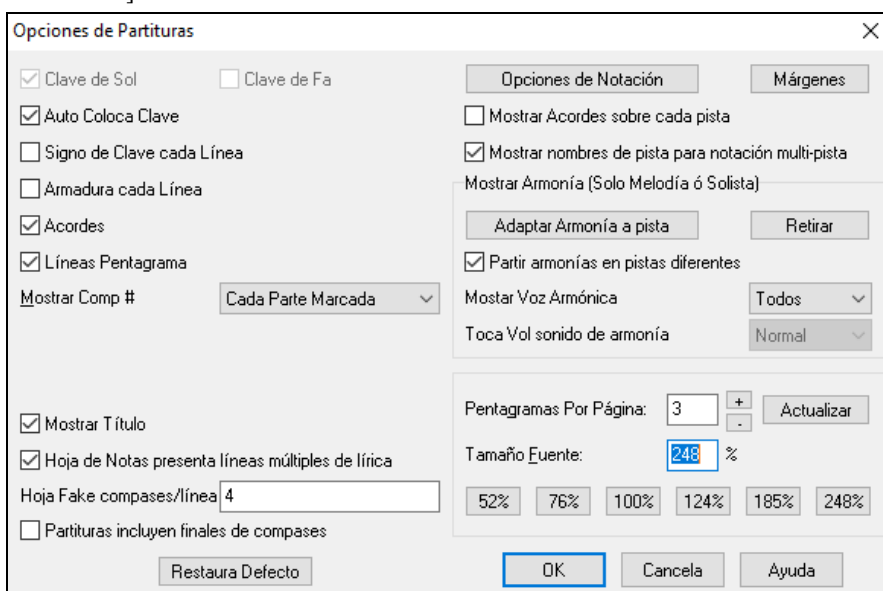 Opciones de Partituras
Clave de Sol
Clave de Fa
Auto Coloca Clave
Signo de Clave cada Línea
Armadura cada Línea
Acordes
Líneas Pentagrama
Mostrar Comp #
Cada Parte Marcada
Mostrar Título
Hoja de Notas presenta líneas múltiples de lírica
Hoja Fake compases/línea 4
Partituras incluyen finales de compases
Restaura Defecto
Opciones de Notación
Márgenes
Mostrar Acordes sobre cada pista
Mostrar nombres de pista para notación multi-pista
Mostrar Armonía (Solo Melodía ó Solista)
Adaptar Armonía a pista
Retirar
Partir armonías en pistas diferentes
Mostar Voz Armónica
Todos
Toca Vol sonido de armonía
Normal
Pentagramas Por Página: 3
+
-
Actualizar
Tamaño Fuente: 248 %
52% 76% 100% 124% 185% 248%
OK
Cancela
Ayuda